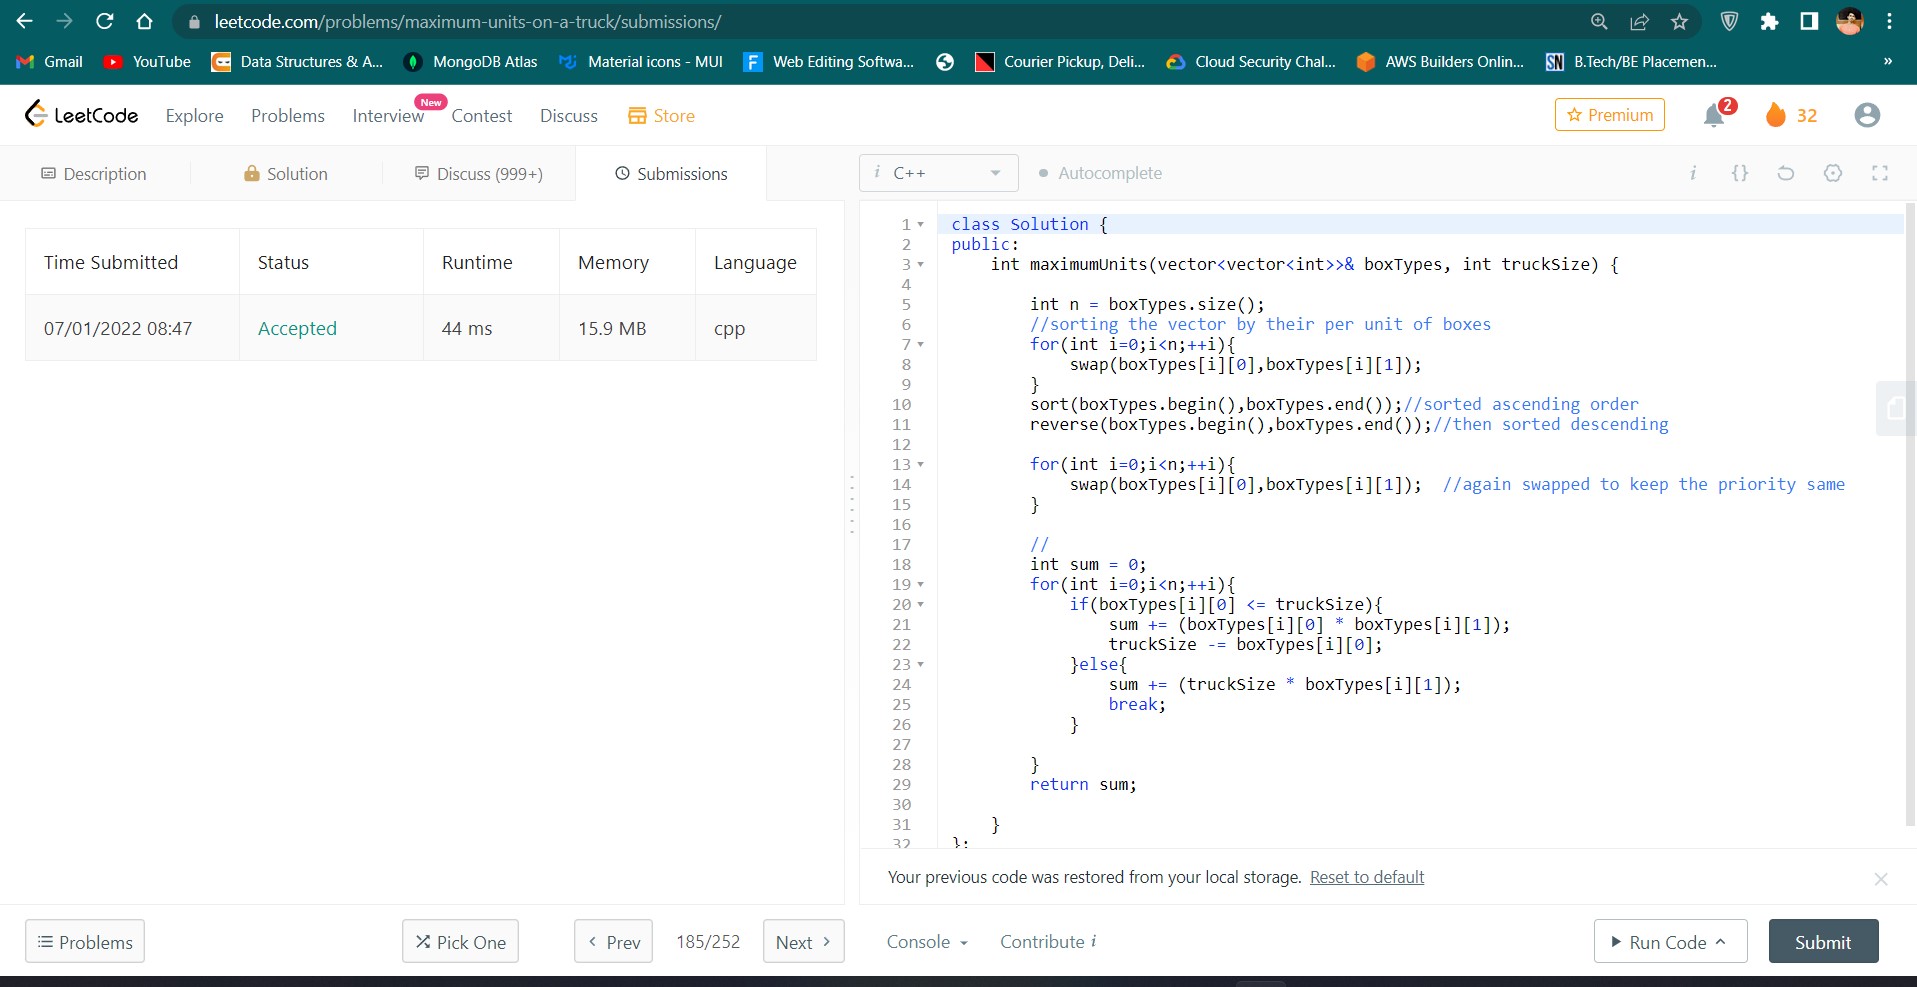 leetcode.com/problems/maximum-units-on-a-truck/submissions/
Gmail YouTube Data Structures & A... MongoDB Atlas Material icons - MUI Web Editing Softwa... Courier Pickup, Deli... Cloud Security Chal... AWS Builders Onlin... SN B.Tech/BE Placemen... »
LeetCode Explore Problems Interview New Contest Discuss Store Premium 2 32
Description Solution Discuss (999+) Submissions
i C++ Autocomplete i {}
Time Submitted Status Runtime Memory Language
07/01/2022 08:47 Accepted 44 ms 15.9 MB cpp
1 class Solution {
2 public:
3 int maximumUnits(vector<vector<int>>& boxTypes, int truckSize) {
4
5 int n = boxTypes.size();
6 //sorting the vector by their per unit of boxes
7 for(int i=0;i<n;++i){
8 swap(boxTypes[i][0],boxTypes[i][1]);
9 }
10 sort(boxTypes.begin(),boxTypes.end());//sorted ascending order
11 reverse(boxTypes.begin(),boxTypes.end());//then sorted descending
12
13 for(int i=0;i<n;++i){
14 swap(boxTypes[i][0],boxTypes[i][1]); //again swapped to keep the priority same
15 }
16
17 //
18 int sum = 0;
19 for(int i=0;i<n;++i){
20 if(boxTypes[i][0] <= truckSize){
21 sum += (boxTypes[i][0] * boxTypes[i][1]);
22 truckSize -= boxTypes[i][0];
23 }else{
24 sum += (truckSize * boxTypes[i][1]);
25 break;
26 }
27
28 }
29 return sum;
30
31 }
32 };
Your previous code was restored from your local storage. Reset to default
Problems Pick One < Prev 185/252 Next > Console Contribute i Run Code Submit